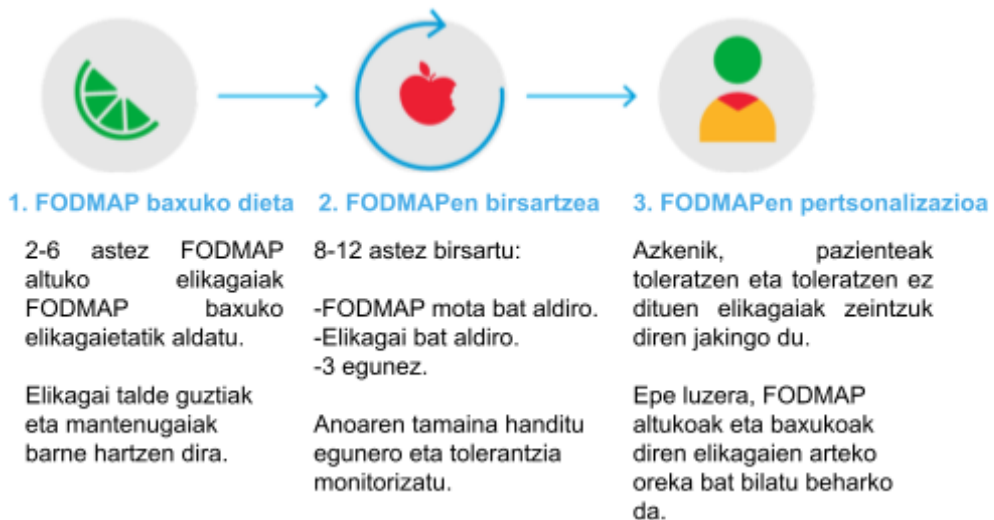 1. FODMAP baxuko dieta
2-6 astez FODMAP
altuko elikagaiak
FODMAP baxuko
elikagaietatik aldatu.
Elikagai talde guztiak
eta mantenugaiak
barne hartzen dira.
2. FODMAPen birsartzea
8-12 astez birsartu:
-FODMAP mota bat aldiro.
-Elikagai bat aldiro.
-3 egunez.
Anoaren tamaina handitu
egunero eta tolerantzia
monitorizatu.
3. FODMAPen pertsonalizazioa
Azkenik, pazienteak
toleratzen eta toleratzen ez
dituen elikagaiak zeintzuk
diren jakingo du.
Epe luzera, FODMAP
altukoak eta baxukoak
diren elikagaien arteko
oreka bat bilatu beharko
da.